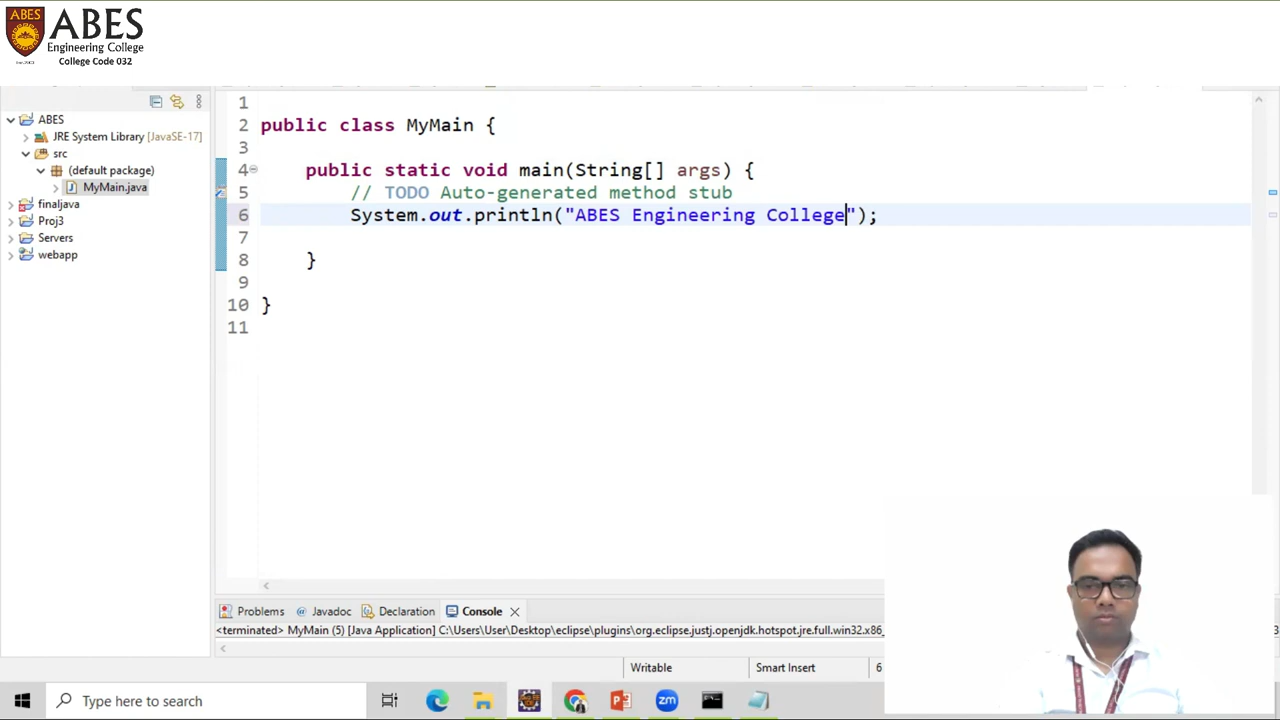 ABES
ABES
Engineering College
College Code 032
ABES
JRE System Library [JavaSE-17]
src
(default package)
MyMain.java
finaljava
Proj3
Servers
webapp
1
2 public class MyMain {
3
4 public static void main(String[] args) {
5 // TODO Auto-generated method stub
6 System.out.println("ABES Engineering College");
7
8 }
9
10 }
11
Problems @ Javadoc Declaration Console
<terminated> MyMain (5) [Java Application] C:\Users\User\Desktop\eclipse\plugins\org.eclipse.justj.openjdk.hotspot.jre.full.win32.x86_
Writable Smart Insert 6
Type here to search
zm